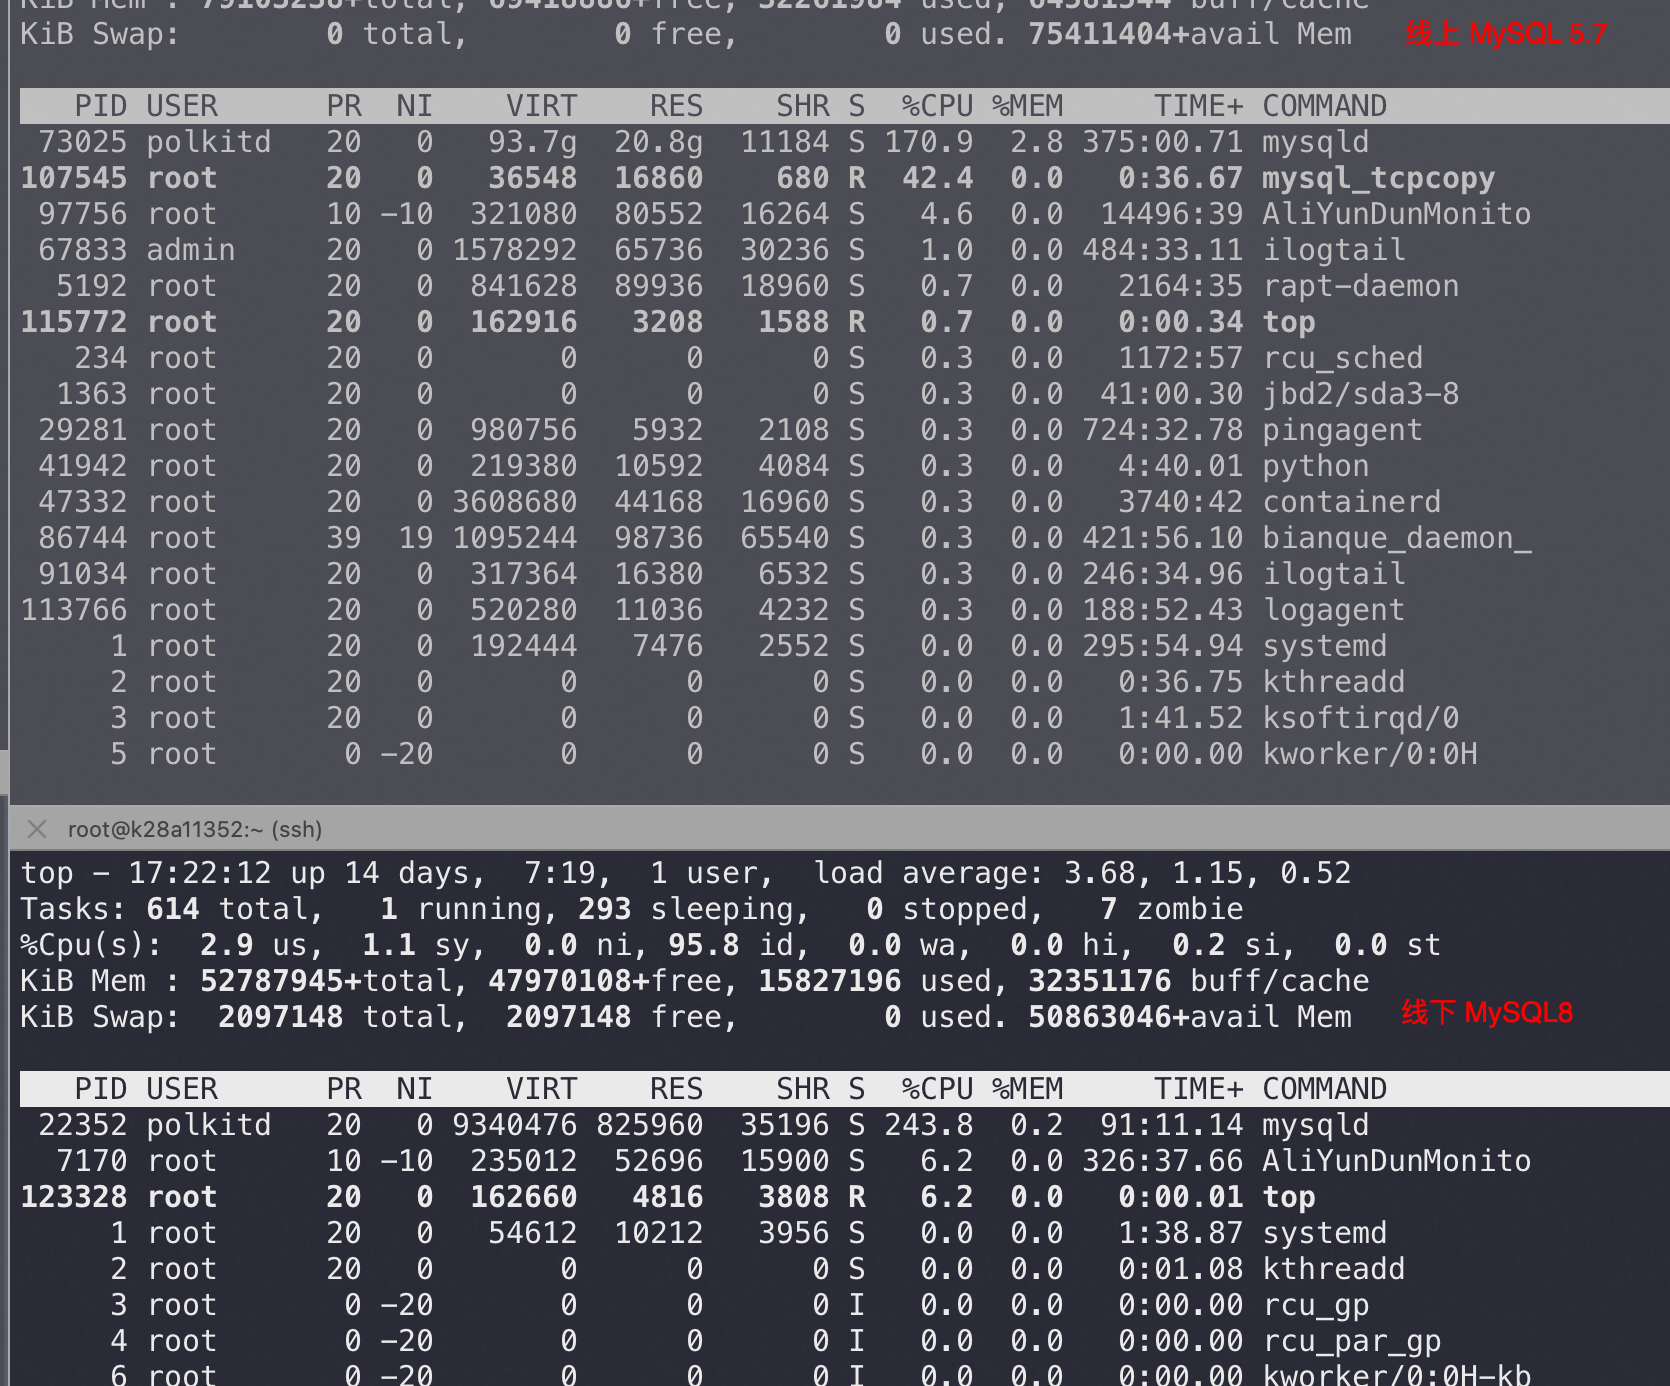 KiB Mem : 79103238+total, 69418886+free, 32261984 used, 64581544 buff/cache
KiB Swap:        0 total,        0 free,        0 used. 75411404+avail Mem 线上 MySQL 5.7
PID USER PR NI VIRT RES SHR S %CPU %MEM TIME+ COMMAND
73025 polkitd 20 0 93.7g 20.8g 11184 S 170.9 2.8 375:00.71 mysqld
107545 root 20 0 36548 16860 680 R 42.4 0.0 0:36.67 mysql_tcpcopy
97756 root 10 -10 321080 80552 16264 S 4.6 0.0 14496:39 AliYunDunMonito
67833 admin 20 0 1578292 65736 30236 S 1.0 0.0 484:33.11 ilogtail
5192 root 20 0 841628 89936 18960 S 0.7 0.0 2164:35 rapt-daemon
115772 root 20 0 162916 3208 1588 R 0.7 0.0 0:00.34 top
234 root 20 0 0 0 0 S 0.3 0.0 1172:57 rcu_sched
1363 root 20 0 0 0 0 S 0.3 0.0 41:00.30 jbd2/sda3-8
29281 root 20 0 980756 5932 2108 S 0.3 0.0 724:32.78 pingagent
41942 root 20 0 219380 10592 4084 S 0.3 0.0 4:40.01 python
47332 root 20 0 3608680 44168 16960 S 0.3 0.0 3740:42 containerd
86744 root 39 19 1095244 98736 65540 S 0.3 0.0 421:56.10 bianque_daemon_
91034 root 20 0 317364 16380 6532 S 0.3 0.0 246:34.96 ilogtail
113766 root 20 0 520280 11036 4232 S 0.3 0.0 188:52.43 logagent
1 root 20 0 192444 7476 2552 S 0.0 0.0 295:54.94 systemd
2 root 20 0 0 0 0 S 0.0 0.0 0:36.75 kthreadd
3 root 20 0 0 0 0 S 0.0 0.0 1:41.52 ksoftirqd/0
5 root 0 -20 0 0 0 S 0.0 0.0 0:00.00 kworker/0:0H
root@k28a11352:~ (ssh)
top - 17:22:12 up 14 days,  7:19,  1 user,  load average: 3.68, 1.15, 0.52
Tasks: 614 total,   1 running, 293 sleeping,   0 stopped,   7 zombie
%Cpu(s):  2.9 us,  1.1 sy,  0.0 ni, 95.8 id,  0.0 wa,  0.0 hi,  0.2 si,  0.0 st
KiB Mem : 52787945+total, 47970108+free, 15827196 used, 32351176 buff/cache
KiB Swap:  2097148 total,  2097148 free,        0 used. 50863046+avail Mem 线下 MySQL8
PID USER PR NI VIRT RES SHR S %CPU %MEM TIME+ COMMAND
22352 polkitd 20 0 9340476 825960 35196 S 243.8 0.2 91:11.14 mysqld
7170 root 10 -10 235012 52696 15900 S 6.2 0.0 326:37.66 AliYunDunMonito
123328 root 20 0 162660 4816 3808 R 6.2 0.0 0:00.01 top
1 root 20 0 54612 10212 3956 S 0.0 0.0 1:38.87 systemd
2 root 20 0 0 0 0 S 0.0 0.0 0:01.08 kthreadd
3 root 0 -20 0 0 0 I 0.0 0.0 0:00.00 rcu_gp
4 root 0 -20 0 0 0 I 0.0 0.0 0:00.00 rcu_par_gp
6 root 0 -20 0 0 0 I 0.0 0.0 0:00.00 kworker/0:0H-kb